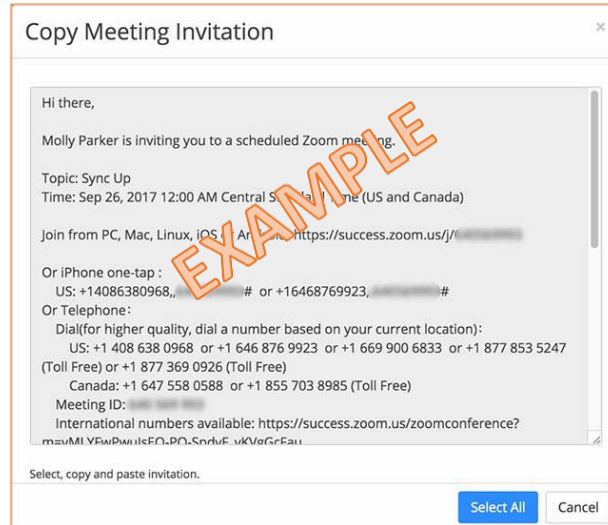 Copy Meeting Invitation
×
Hi there,
Molly Parker is inviting you to a scheduled Zoom meeting.
Topic: Sync Up
Time: Sep 26, 2017 12:00 AM Central Time (US and Canada)
Join from PC, Mac, Linux, iOS https://success.zoom.us/j/
EXAMPLE
Or iPhone one-tap :
US: +14086380968,, # or +16468769923, #
Or Telephone:
Dial(for higher quality, dial a number based on your current location):
US: +1 408 638 0968 or +1 646 876 9923 or +1 669 900 6833 or +1 877 853 5247
(Toll Free) or +1 877 369 0926 (Toll Free)
Canada: +1 647 558 0588 or +1 855 703 8985 (Toll Free)
Meeting ID:
International numbers available: https://success.zoom.us/zoomconference?
Select, copy and paste invitation.
Select All Cancel